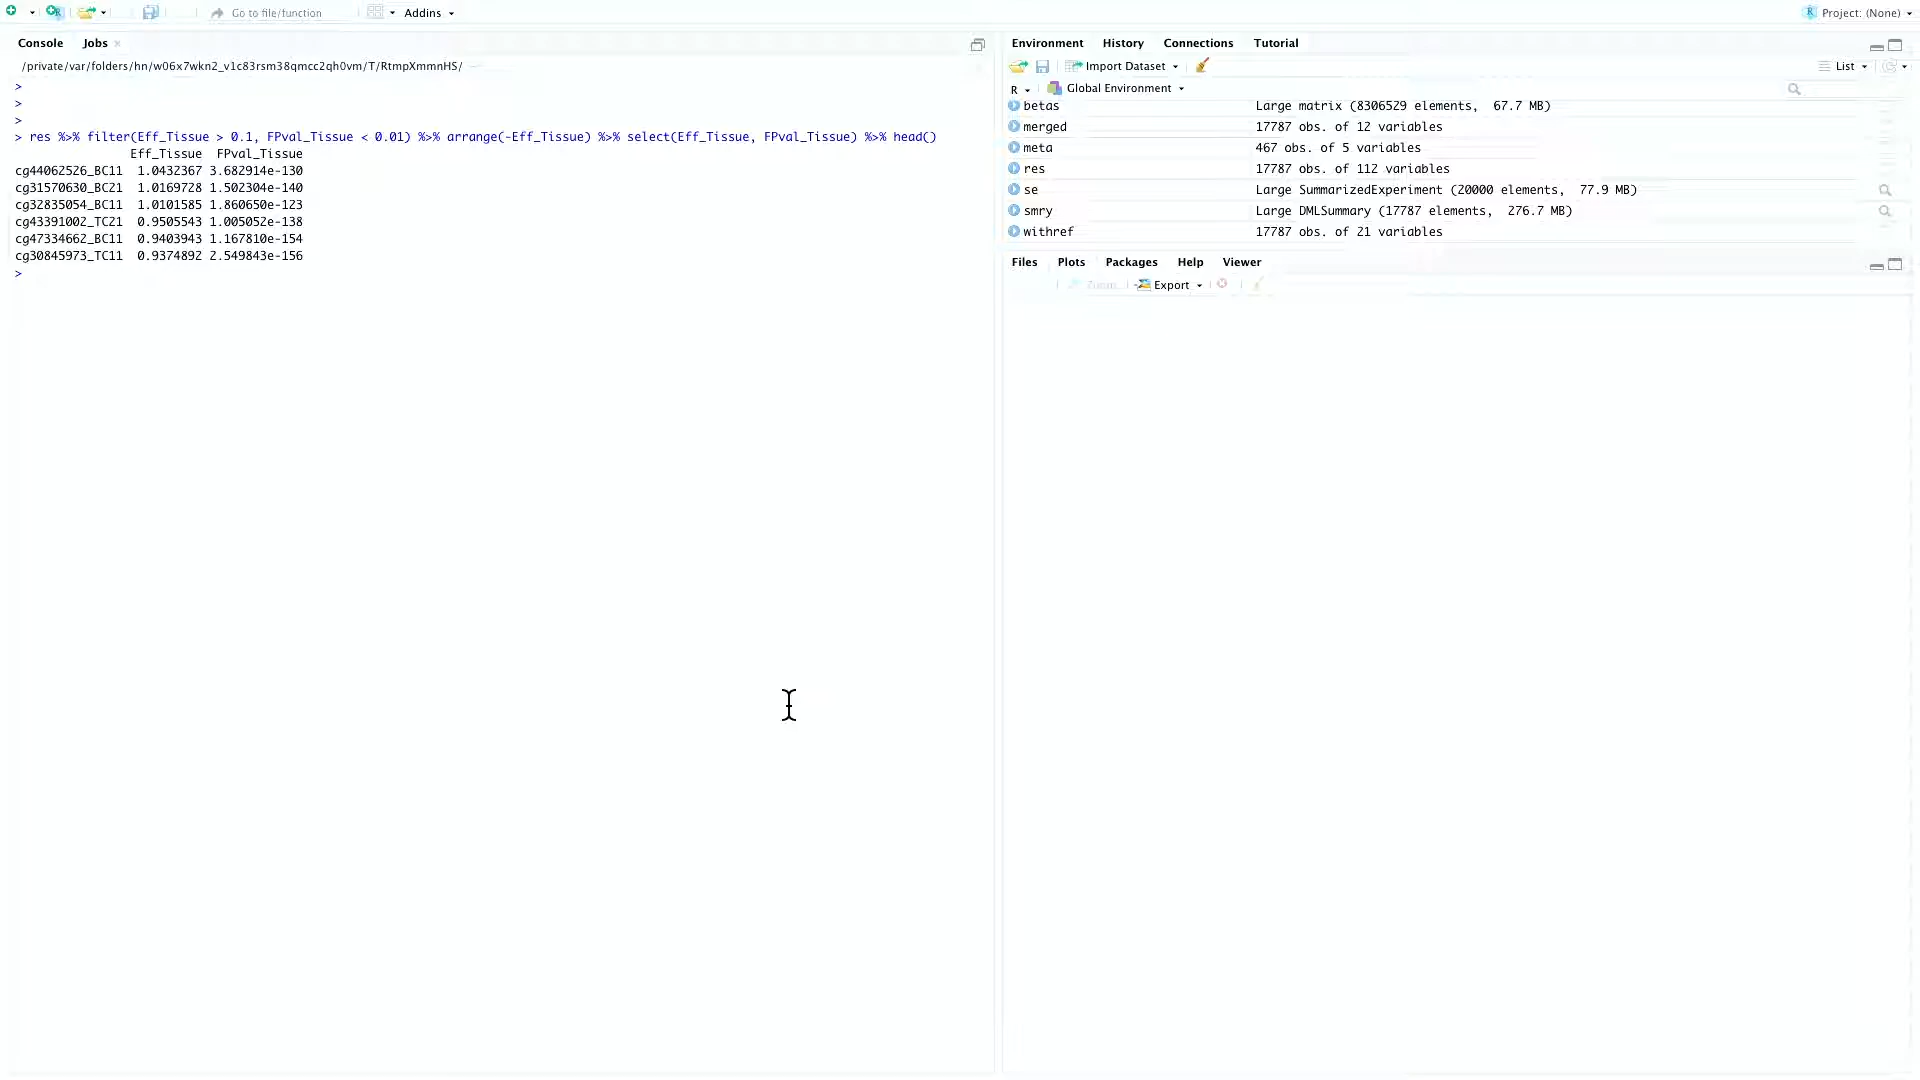 Go to file/function
Addins
Project: (None)
Console Jobs
/private/var/folders/hn/w06x7wkn2_v1c83rsm38qmcc2qh0vm/T/RtmpXmmnHS/
>
>
>
> res %>% filter(Eff_Tissue > 0.1, FPval_Tissue < 0.01) %>% arrange(-Eff_Tissue) %>% select(Eff_Tissue, FPval_Tissue) %>% head()
Eff_Tissue FPval_Tissue
cg44062526_BC11 1.0432367 3.682914e-130
cg31570630_BC21 1.0169728 1.502304e-140
cg32835054_BC11 1.0101585 1.860650e-123
cg43391002_TC21 0.9505543 1.005052e-138
cg47334662_BC11 0.9403943 1.167810e-154
cg30845973_TC11 0.9374892 2.549843e-156
>
Environment History Connections Tutorial
Import Dataset
List
R Global Environment
betas Large matrix (8306529 elements, 67.7 MB)
merged 17787 obs. of 12 variables
meta 467 obs. of 5 variables
res 17787 obs. of 112 variables
se Large SummarizedExperiment (20000 elements, 77.9 MB)
smry Large DMLSummary (17787 elements, 276.7 MB)
withref 17787 obs. of 21 variables
Files Plots Packages Help Viewer
Zoom Export